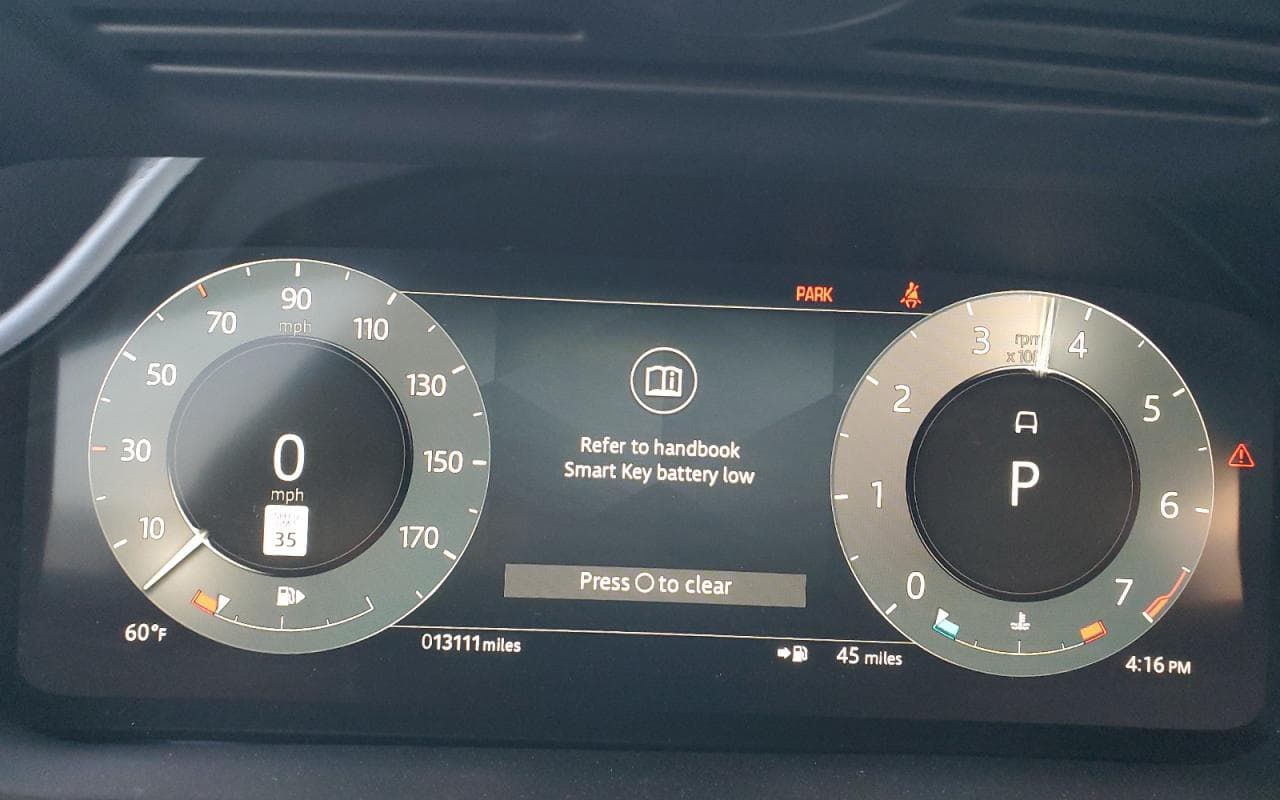 PARK
90
mph
70
110
50
130
30
150
10
170
0
mph
SPEED
LIMIT
35
Refer to handbook
Smart Key battery low
Press O to clear
3
4
rpm
2
5
1
6
0
7
P
60°F
013111 miles
45 miles
4:16 PM